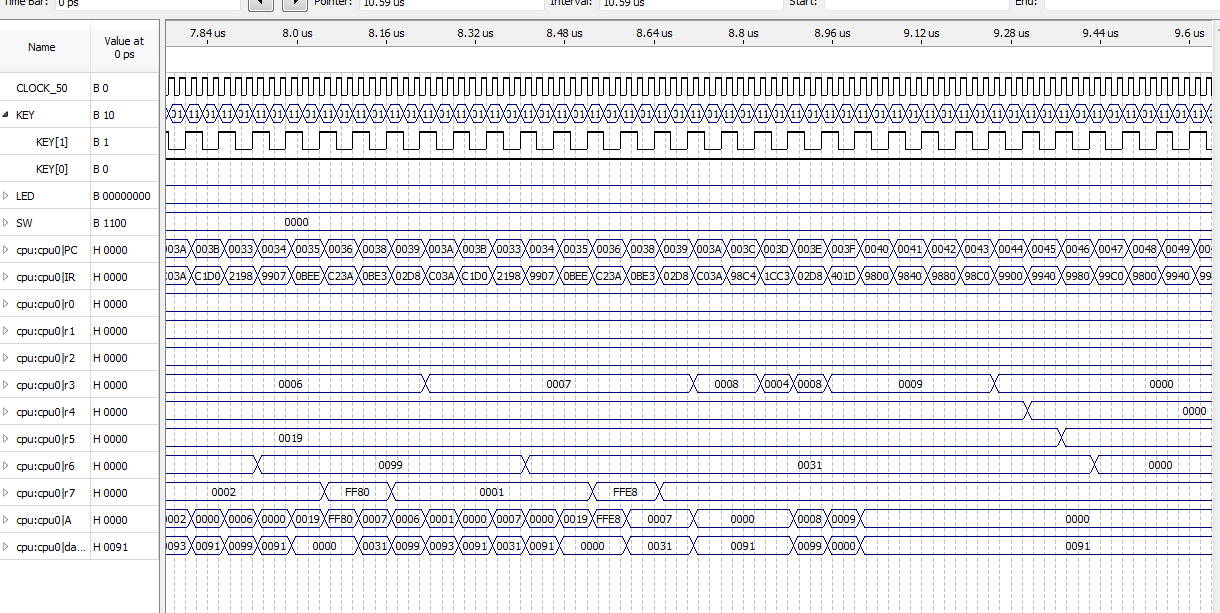 Time Bar: 0 ps Pointer: 10.59 us Interval: 10.59 us Start: End:
Name Value at 0 ps 7.84 us 8.0 us 8.16 us 8.32 us 8.48 us 8.64 us 8.8 us 8.96 us 9.12 us 9.28 us 9.44 us 9.6 us
CLOCK_50 B 0
KEY B 10 01 11 01 11 01 11 01 11 01 11 01 11 01 11 01 11 01 11 01 11 01 11 01 11 01 11 01 11 01 11 01 11 01 11 01 11 01 11 01 11 01 11 01 11 01 11 01 11 01 11 01 11 01 11 01 11 01 11 01 11 01
KEY[1] B 1
KEY[0] B 0
LED B 00000000
SW B 1100 0000
cpu:cpu0|PC H 0000 03A 003B 0033 0034 0035 0036 0038 0039 003A 003B 0033 0034 0035 0036 0038 0039 003A 003C 003D 003E 003F 0040 0041 0042 0043 0044 0045 0046 0047 0048 0049 00
cpu:cpu0|IR H 0000 03A C1D0 2198 9907 0BEE C23A 0BE3 02D8 C03A C1D0 2198 9907 0BEE C23A 0BE3 02D8 C03A 98C4 1CC3 02D8 401D 9800 9840 9880 98C0 9900 9940 9980 99C0 9800 9940 99
cpu:cpu0|r0 H 0000
cpu:cpu0|r1 H 0000
cpu:cpu0|r2 H 0000
cpu:cpu0|r3 H 0000 0006 0007 0008 0004 0008 0009 0000
cpu:cpu0|r4 H 0000 0000
cpu:cpu0|r5 H 0000 0019
cpu:cpu0|r6 H 0000 0099 0031 0000
cpu:cpu0|r7 H 0000 0002 FF80 0001 FFE8
cpu:cpu0|A H 0000 002 0000 0006 0000 0019 FF80 0007 0006 0001 0000 0007 0000 0019 FFE8 0007 0000 0008 0009 0000
cpu:cpu0|da... H 0091 093 0091 0099 0091 0000 0031 0099 0093 0091 0031 0091 0000 0031 0091 0099 0000 0091